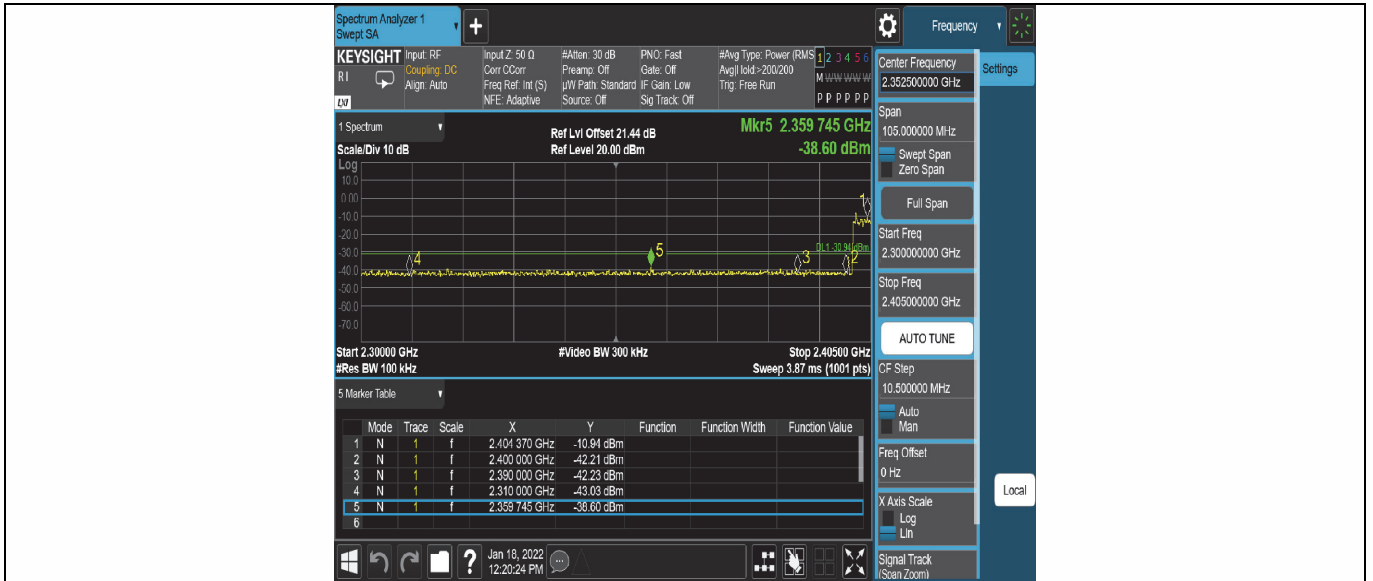 Spectrum Analyzer 1
Swept SA
+
Frequency
KEYSIGHT
RI
LXI
Input: RF
Coupling: DC
Align: Auto
Input Z: 50 Ω
Corr CCorr
Freq Ref: Int (S)
NFE: Adaptive
#Atten: 30 dB
Preamp: Off
µW Path: Standard
Source: Off
PNO: Fast
Gate: Off
IF Gain: Low
Sig Track: Off
#Avg Type: Power (RMS
Avg|Hold:>200/200
Trig: Free Run
1 2 3 4 5 6
M W W W W W
P P P P P P
1 Spectrum
Scale/Div 10 dB
Ref Lvl Offset 21.44 dB
Ref Level 20.00 dBm
Mkr5 2.359 745 GHz
-38.60 dBm
Log
10.0
0.00
-10.0
-20.0
-30.0
-40.0
-50.0
-60.0
-70.0
1
DL1 -30.94 dBm
4
5
3
2
Start 2.30000 GHz
#Video BW 300 kHz
Stop 2.40500 GHz
#Res BW 100 kHz
Sweep 3.87 ms (1001 pts)
5 Marker Table
Mode Trace Scale X Y Function Function Width Function Value
1 N 1 f 2.404 370 GHz -10.94 dBm
2 N 1 f 2.400 000 GHz -42.21 dBm
3 N 1 f 2.390 000 GHz -42.23 dBm
4 N 1 f 2.310 000 GHz -43.03 dBm
5 N 1 f 2.359 745 GHz -38.60 dBm
6
?
Jan 18, 2022
12:20:24 PM
Center Frequency
2.352500000 GHz
Settings
Span
105.000000 MHz
Swept Span
Zero Span
Full Span
Start Freq
2.300000000 GHz
Stop Freq
2.405000000 GHz
AUTO TUNE
CF Step
10.500000 MHz
Auto
Man
Freq Offset
0 Hz
X Axis Scale
Log
Lin
Signal Track
(Span Zoom)
Local